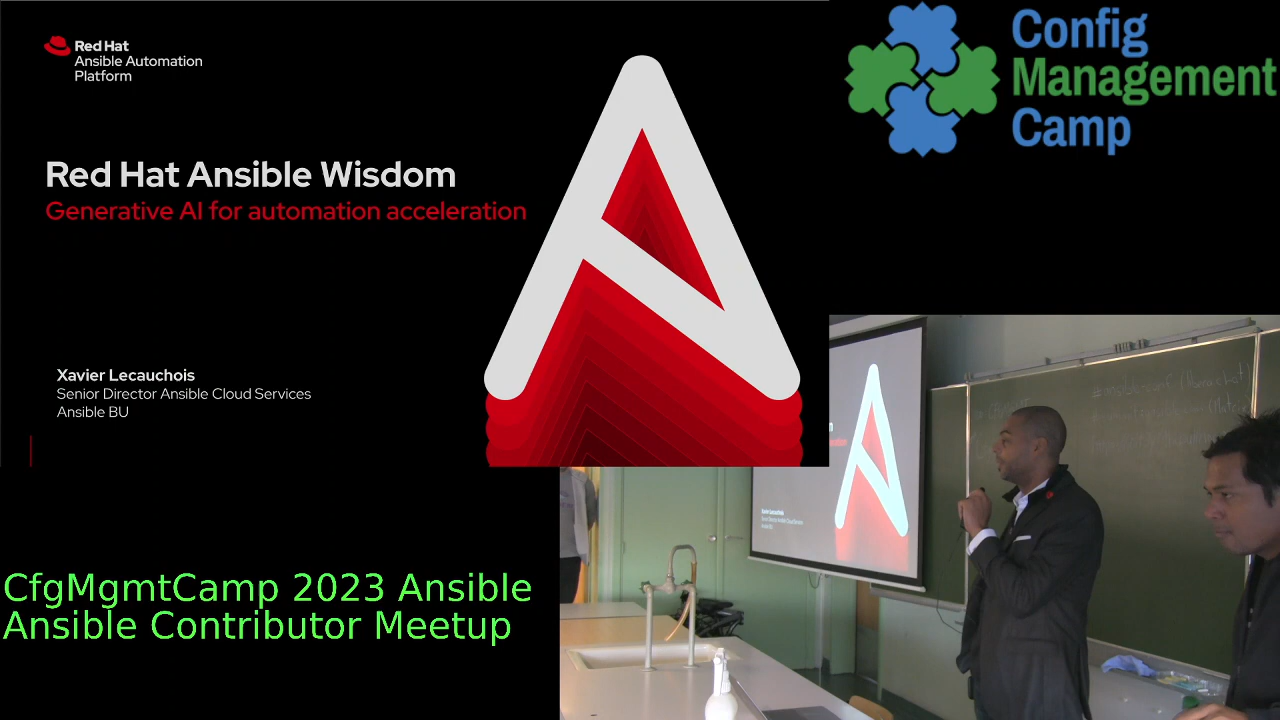 Red Hat
Ansible Automation
Platform
Config
Management
Camp
Red Hat Ansible Wisdom
Generative AI for automation acceleration
Xavier Lecauchois
Senior Director Ansible Cloud Services
Ansible BU
CfgMgmtCamp 2023 Ansible
Ansible Contributor Meetup